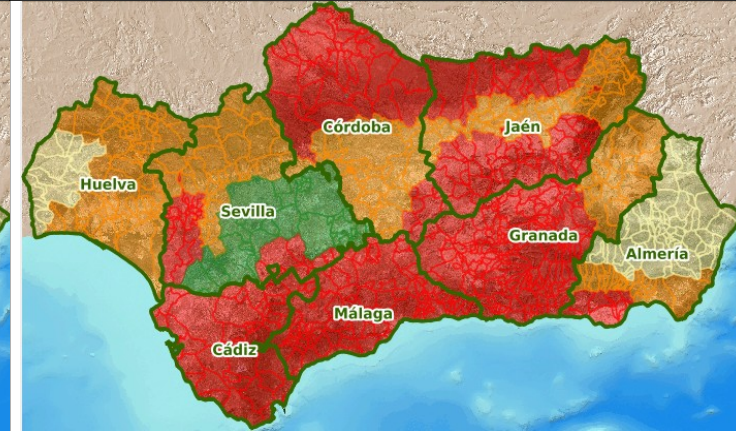 Córdoba
Jaén
Huelva
Sevilla
Granada
Almería
Málaga
Cádiz